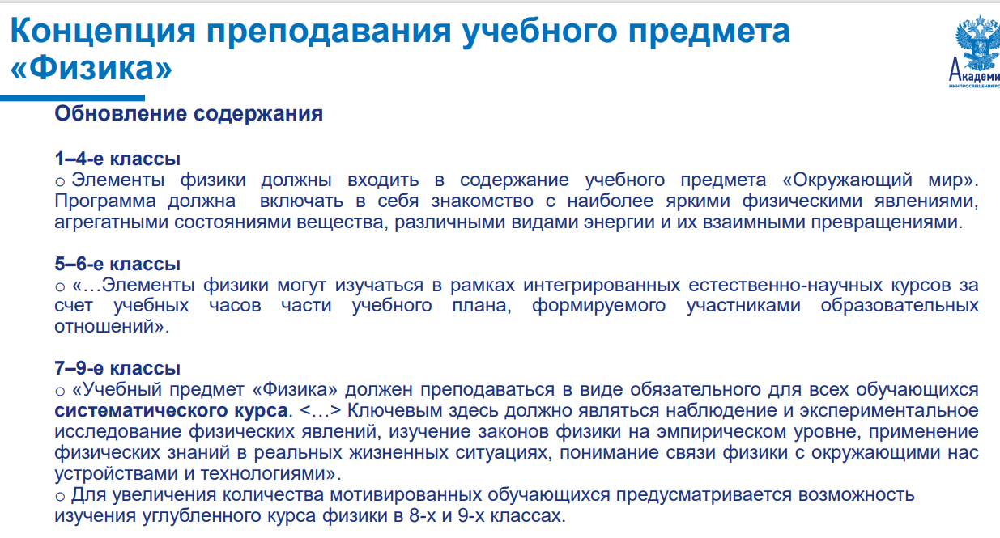 Концепция преподавания учебного предмета
«Физика»
Академи
МИНПРОСВЕЩЕНИЯ РО
Обновление содержания
1–4-е классы
○ Элементы физики должны входить в содержание учебного предмета «Окружающий мир».
Программа должна включать в себя знакомство с наиболее яркими физическими явлениями,
агрегатными состояниями вещества, различными видами энергии и их взаимными превращениями.
5–6-е классы
○ «…Элементы физики могут изучаться в рамках интегрированных естественно-научных курсов за
счет учебных часов части учебного плана, формируемого участниками образовательных
отношений».
7–9-е классы
○ «Учебный предмет «Физика» должен преподаваться в виде обязательного для всех обучающихся
систематического курса. <…> Ключевым здесь должно являться наблюдение и экспериментальное
исследование физических явлений, изучение законов физики на эмпирическом уровне, применение
физических знаний в реальных жизненных ситуациях, понимание связи физики с окружающими нас
устройствами и технологиями».
○ Для увеличения количества мотивированных обучающихся предусматривается возможность
изучения углубленного курса физики в 8-х и 9-х классах.